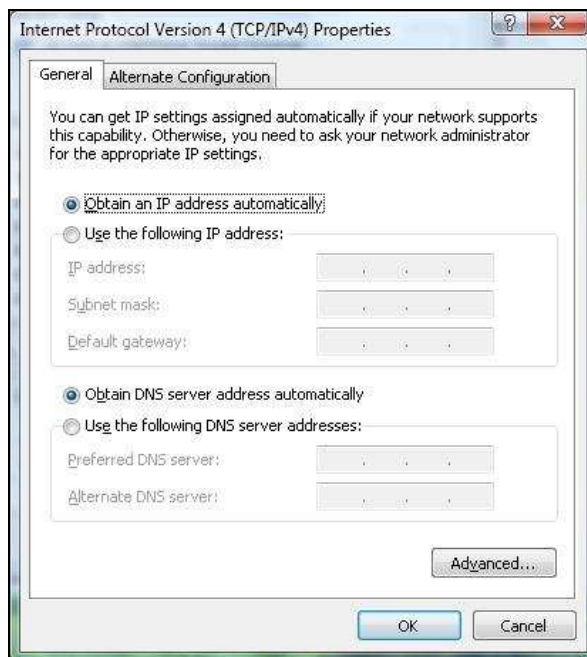 Internet Protocol Version 4 (TCP/IPv4) Properties
General
Alternate Configuration
You can get IP settings assigned automatically if your network supports
this capability. Otherwise, you need to ask your network administrator
for the appropriate IP settings.
Obtain an IP address automatically
Use the following IP address:
IP address:
Subnet mask:
Default gateway:
Obtain DNS server address automatically
Use the following DNS server addresses:
Preferred DNS server:
Alternate DNS server:
Advanced...
OK
Cancel